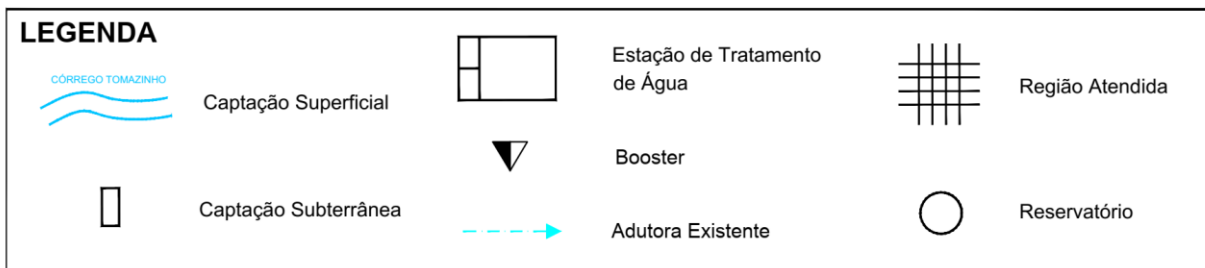 LEGENDA
CÓRREGO TOMAZINHO
Captação Superficial
Captação Subterrânea
Estação de Tratamento
de Água
Booster
Adutora Existente
Região Atendida
Reservatório